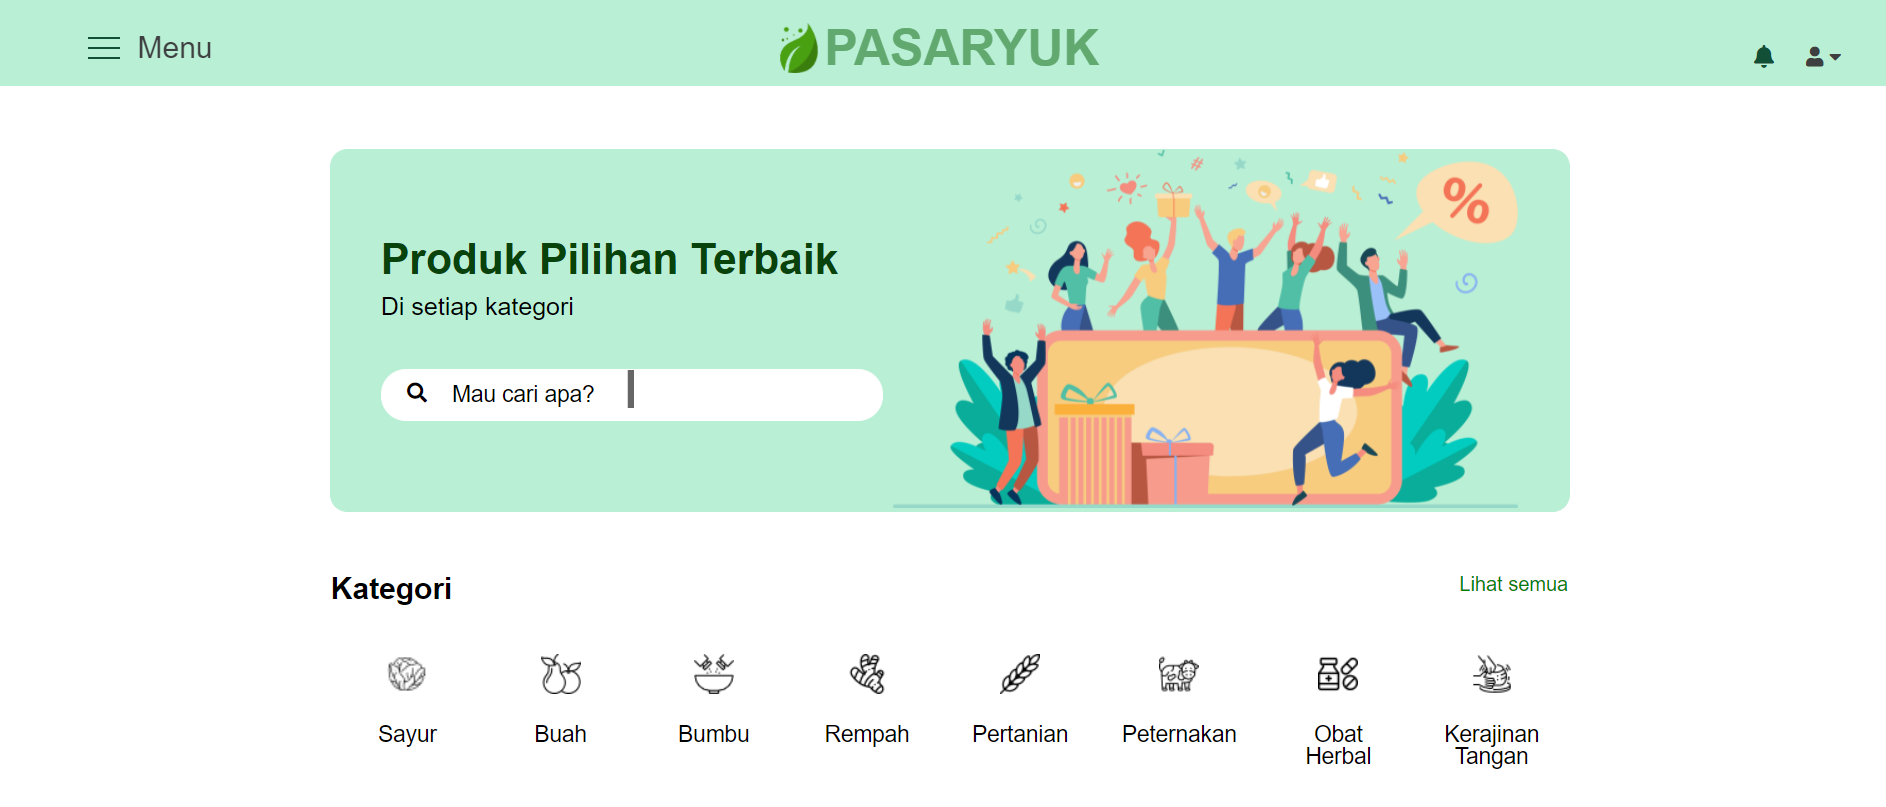 Menu
PASARYUK
%
Produk Pilihan Terbaik
Di setiap kategori
Mau cari apa?
Kategori
Lihat semua
Sayur
Buah
Bumbu
Rempah
Pertanian
Peternakan
Obat
Herbal
Kerajinan
Tangan